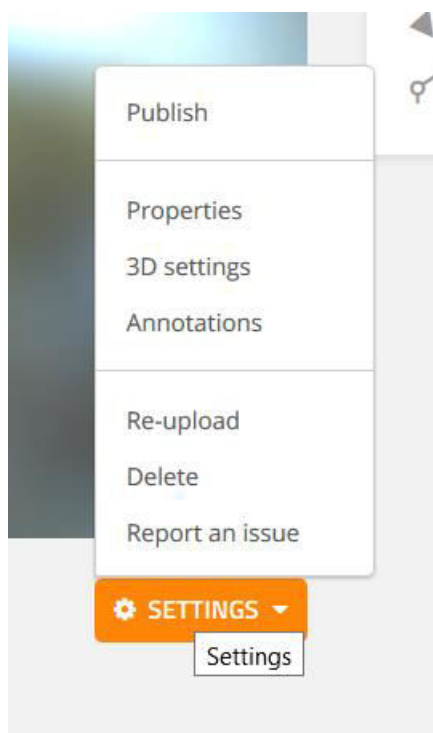 Publish
Properties
3D settings
Annotations
Re-upload
Delete
Report an issue
SETTINGS
Settings